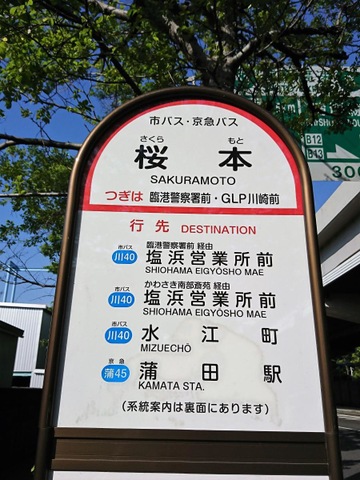 市バス・京急バス
さくら もと
桜 本
SAKURAMOTO
つぎは 臨港警察署前・GLP川崎前
行先 DESTINATION
臨港警察署前 経由
市バス 川40 塩浜営業所前
SHIOHAMA EIGYŌSHO MAE
かわさき南部斎苑 経由
市バス 川40 塩浜営業所前
SHIOHAMA EIGYŌSHO MAE
市バス 川40 水江町
MIZUECHŌ
京急 蒲45 蒲田駅
KAMATA STA.
(系統案内は裏面にあります)
B12
300